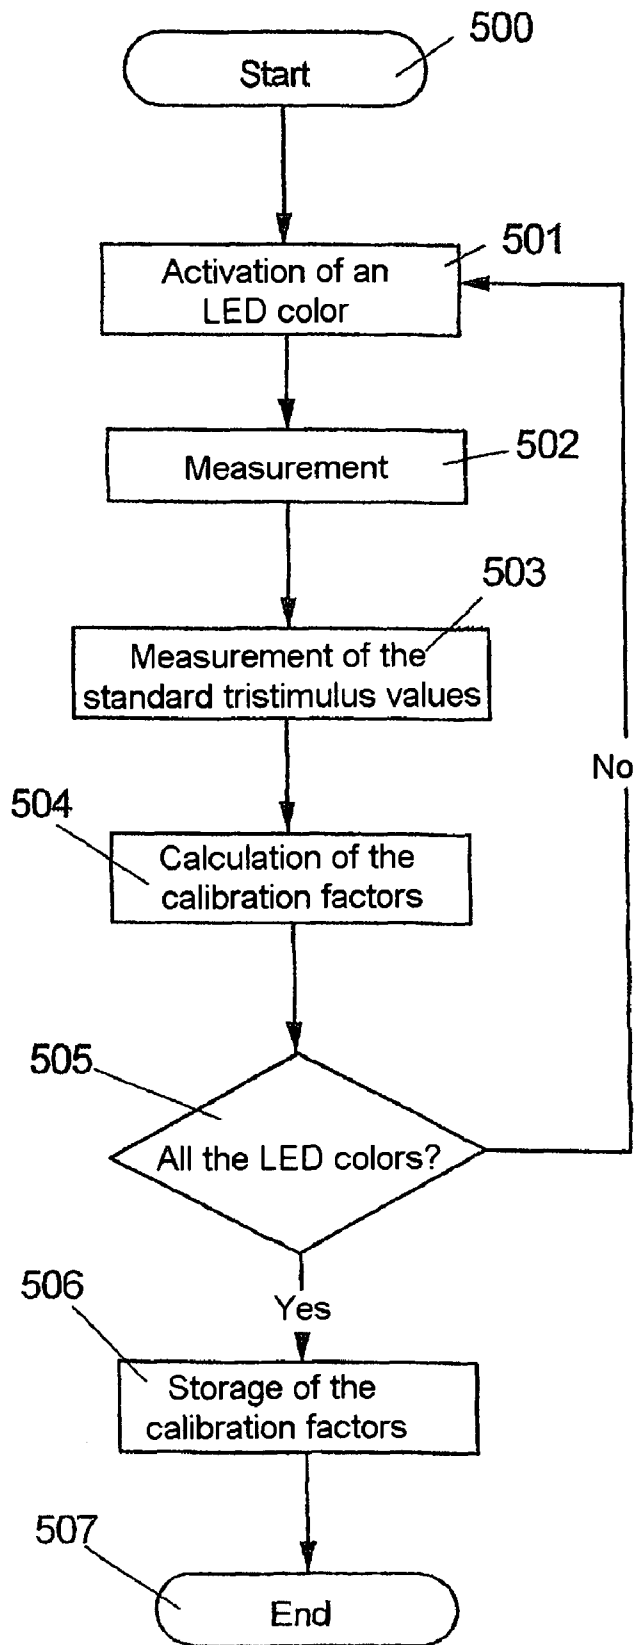 500
Start
501
Activation of an
LED color
502
Measurement
503
Measurement of the
standard tristimulus values
No
504
Calculation of the
calibration factors
505
All the LED colors?
Yes
506
Storage of the
calibration factors
507
End